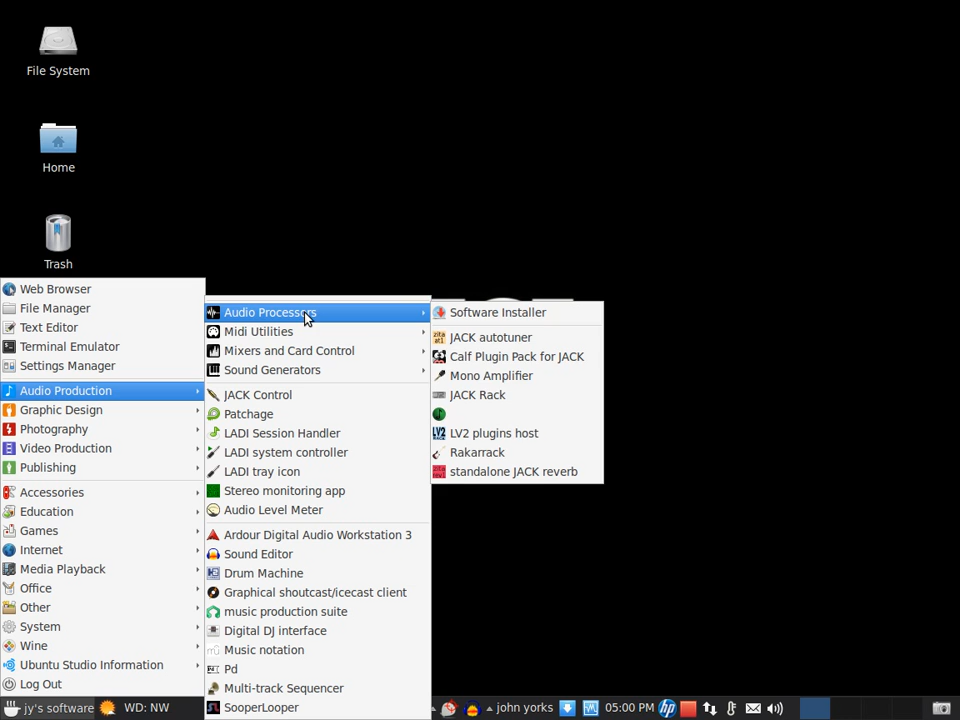 File System
Home
Trash
Web Browser
File Manager
Text Editor
Terminal Emulator
Settings Manager
Audio Production
Graphic Design
Photography
Video Production
Publishing
Accessories
Education
Games
Internet
Media Playback
Office
Other
System
Wine
Ubuntu Studio Information
Log Out
Audio Processors
Midi Utilities
Mixers and Card Control
Sound Generators
JACK Control
Patchage
LADI Session Handler
LADI system controller
LADI tray icon
Stereo monitoring app
Audio Level Meter
Ardour Digital Audio Workstation 3
Sound Editor
Drum Machine
Graphical shoutcast/icecast client
music production suite
Digital DJ interface
Music notation
Pd
Multi-track Sequencer
SooperLooper
Software Installer
JACK autotuner
Calf Plugin Pack for JACK
Mono Amplifier
JACK Rack
LV2 plugins host
Rakarrack
standalone JACK reverb
jy's software WD: NW john yorks 05:00 PM